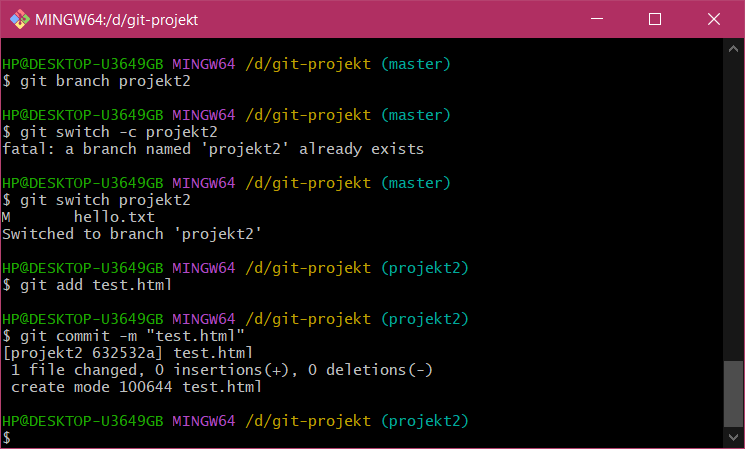 MINGW64:/d/git-projekt
HP@DESKTOP-U3649GB MINGW64 /d/git-projekt (master)
$ git branch projekt2
HP@DESKTOP-U3649GB MINGW64 /d/git-projekt (master)
$ git switch -c projekt2
fatal: a branch named 'projekt2' already exists
HP@DESKTOP-U3649GB MINGW64 /d/git-projekt (master)
$ git switch projekt2
M       hello.txt
Switched to branch 'projekt2'
HP@DESKTOP-U3649GB MINGW64 /d/git-projekt (projekt2)
$ git add test.html
HP@DESKTOP-U3649GB MINGW64 /d/git-projekt (projekt2)
$ git commit -m "test.html"
[projekt2 632532a] test.html
 1 file changed, 0 insertions(+), 0 deletions(-)
 create mode 100644 test.html
HP@DESKTOP-U3649GB MINGW64 /d/git-projekt (projekt2)
$